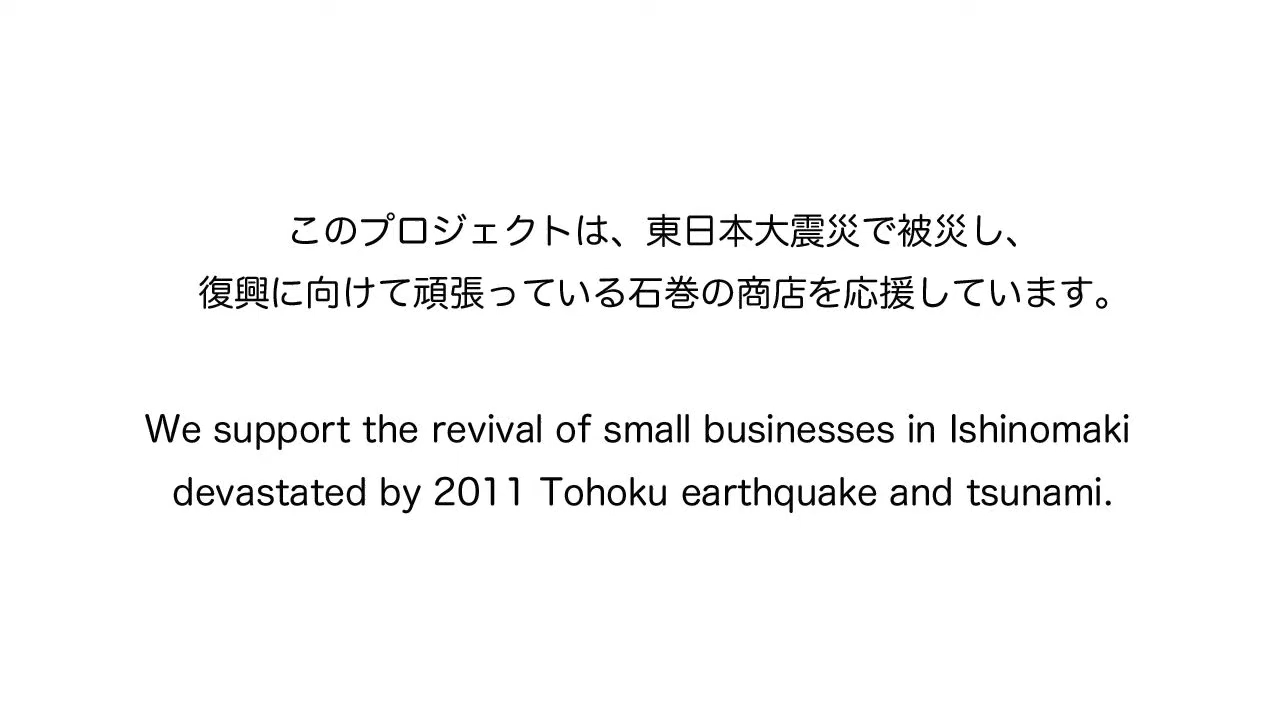 このプロジェクトは、東日本大震災で被災し、
復興に向けて頑張っている石巻の商店を応援しています。
We support the revival of small businesses in Ishinomaki
devastated by 2011 Tohoku earthquake and tsunami.